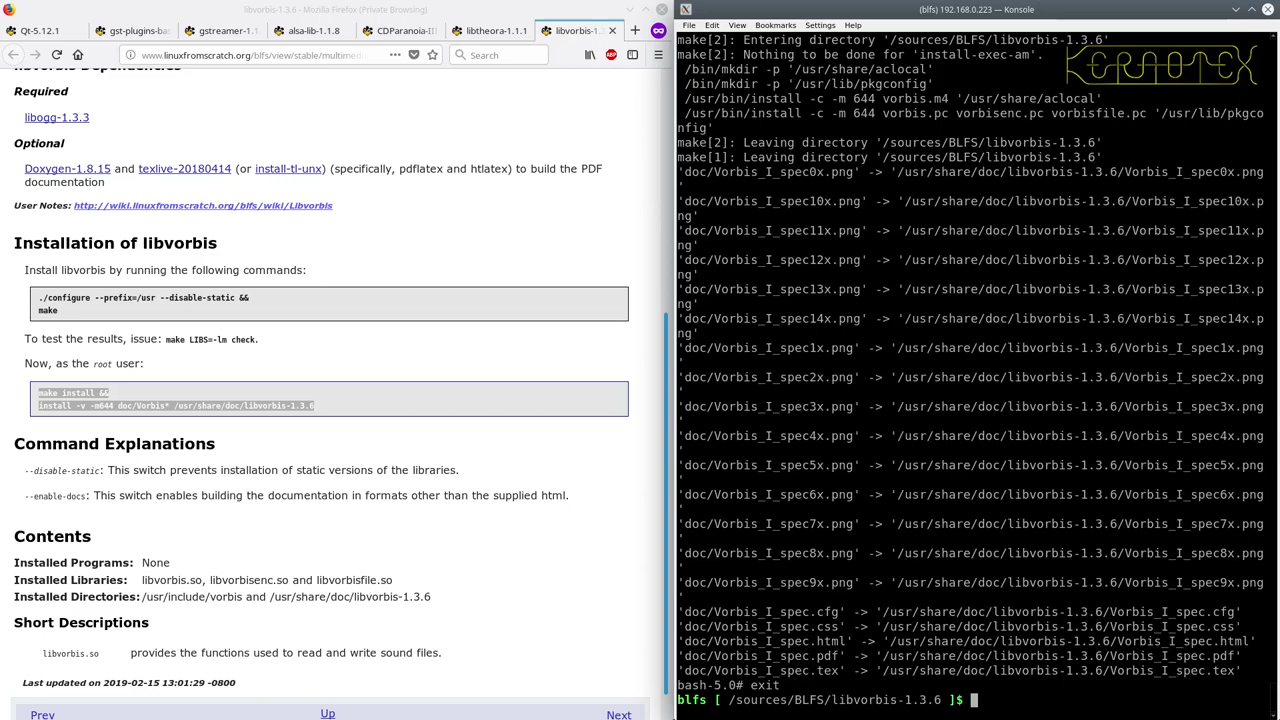 libvorbis-1.3.6 - Mozilla Firefox (Private Browsing)
Qt-5.12.1
gst-plugins-bas
gstreamer-1.1
alsa-lib-1.1.8
CDParanoia-III
libtheora-1.1.1
libvorbis-1.
www.linuxfromscratch.org/blfs/view/stable/multimed
Search
ABP
libvorbis Dependencies
Required
libogg-1.3.3
Optional
Doxygen-1.8.15 and texlive-20180414 (or install-tl-unx) (specifically, pdflatex and htlatex) to build the PDF
documentation
User Notes: http://wiki.linuxfromscratch.org/blfs/wiki/Libvorbis
Installation of libvorbis
Install libvorbis by running the following commands:
./configure --prefix=/usr --disable-static &&
make
To test the results, issue: make LIBS=-lm check.
Now, as the root user:
make install &&
install -v -m644 doc/Vorbis* /usr/share/doc/libvorbis-1.3.6
Command Explanations
--disable-static: This switch prevents installation of static versions of the libraries.
--enable-docs: This switch enables building the documentation in formats other than the supplied html.
Contents
Installed Programs: None
Installed Libraries: libvorbis.so, libvorbisenc.so and libvorbisfile.so
Installed Directories: /usr/include/vorbis and /usr/share/doc/libvorbis-1.3.6
Short Descriptions
libvorbis.so provides the functions used to read and write sound files.
Last updated on 2019-02-15 13:01:29 -0800
Prev
Up
Next
(blfs) 192.168.0.223 — Konsole
File Edit View Bookmarks Settings Help
KERNOTEX
make[2]: Entering directory '/sources/BLFS/libvorbis-1.3.6'
make[2]: Nothing to be done for 'install-exec-am'.
/bin/mkdir -p '/usr/share/aclocal'
/bin/mkdir -p '/usr/lib/pkgconfig'
/usr/bin/install -c -m 644 vorbis.m4 '/usr/share/aclocal'
/usr/bin/install -c -m 644 vorbis.pc vorbisenc.pc vorbisfile.pc '/usr/lib/pkgco
nfig'
make[2]: Leaving directory '/sources/BLFS/libvorbis-1.3.6'
make[1]: Leaving directory '/sources/BLFS/libvorbis-1.3.6'
'doc/Vorbis_I_spec0x.png' -> '/usr/share/doc/libvorbis-1.3.6/Vorbis_I_spec0x.png
'
'doc/Vorbis_I_spec10x.png' -> '/usr/share/doc/libvorbis-1.3.6/Vorbis_I_spec10x.p
ng'
'doc/Vorbis_I_spec11x.png' -> '/usr/share/doc/libvorbis-1.3.6/Vorbis_I_spec11x.p
ng'
'doc/Vorbis_I_spec12x.png' -> '/usr/share/doc/libvorbis-1.3.6/Vorbis_I_spec12x.p
ng'
'doc/Vorbis_I_spec13x.png' -> '/usr/share/doc/libvorbis-1.3.6/Vorbis_I_spec13x.p
ng'
'doc/Vorbis_I_spec14x.png' -> '/usr/share/doc/libvorbis-1.3.6/Vorbis_I_spec14x.p
ng'
'doc/Vorbis_I_spec1x.png' -> '/usr/share/doc/libvorbis-1.3.6/Vorbis_I_spec1x.png
'
'doc/Vorbis_I_spec2x.png' -> '/usr/share/doc/libvorbis-1.3.6/Vorbis_I_spec2x.png
'
'doc/Vorbis_I_spec3x.png' -> '/usr/share/doc/libvorbis-1.3.6/Vorbis_I_spec3x.png
'
'doc/Vorbis_I_spec4x.png' -> '/usr/share/doc/libvorbis-1.3.6/Vorbis_I_spec4x.png
'
'doc/Vorbis_I_spec5x.png' -> '/usr/share/doc/libvorbis-1.3.6/Vorbis_I_spec5x.png
'
'doc/Vorbis_I_spec6x.png' -> '/usr/share/doc/libvorbis-1.3.6/Vorbis_I_spec6x.png
'
'doc/Vorbis_I_spec7x.png' -> '/usr/share/doc/libvorbis-1.3.6/Vorbis_I_spec7x.png
'
'doc/Vorbis_I_spec8x.png' -> '/usr/share/doc/libvorbis-1.3.6/Vorbis_I_spec8x.png
'
'doc/Vorbis_I_spec9x.png' -> '/usr/share/doc/libvorbis-1.3.6/Vorbis_I_spec9x.png
'
'doc/Vorbis_I_spec.cfg' -> '/usr/share/doc/libvorbis-1.3.6/Vorbis_I_spec.cfg'
'doc/Vorbis_I_spec.css' -> '/usr/share/doc/libvorbis-1.3.6/Vorbis_I_spec.css'
'doc/Vorbis_I_spec.html' -> '/usr/share/doc/libvorbis-1.3.6/Vorbis_I_spec.html'
'doc/Vorbis_I_spec.pdf' -> '/usr/share/doc/libvorbis-1.3.6/Vorbis_I_spec.pdf'
'doc/Vorbis_I_spec.tex' -> '/usr/share/doc/libvorbis-1.3.6/Vorbis_I_spec.tex'
bash-5.0# exit
blfs [ /sources/BLFS/libvorbis-1.3.6 ]$